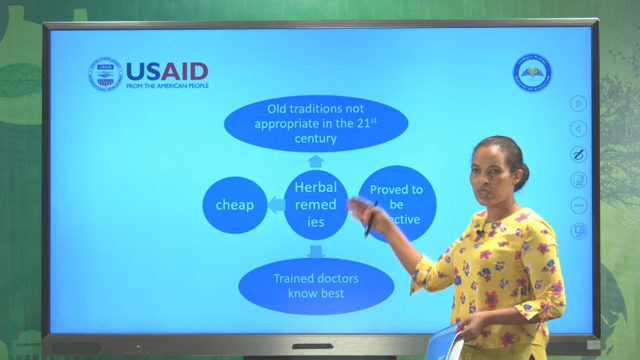 USAID
FROM THE AMERICAN PEOPLE
Old traditions not
appropriate in the 21st
century
cheap
Herbal
remed
ies
Proved to
be
Trained doctors
know best